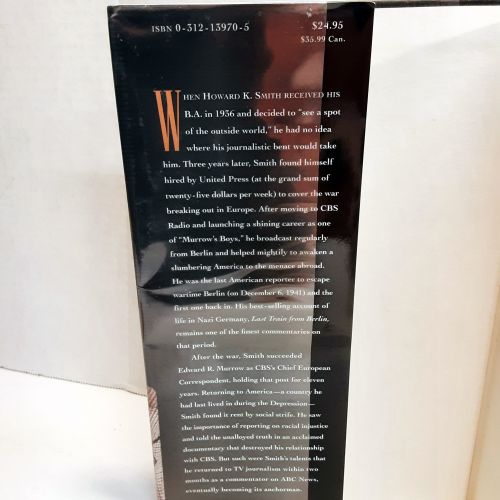 ISBN 0-312-13970-5
$24.95
$35.99 Can.
WHEN HOWARD K. SMITH RECEIVED HIS
B.A. in 1936 and decided to "see a spot
of the outside world," he had no idea
where his journalistic bent would take
him. Three years later, Smith found himself
hired by United Press (at the grand sum of
twenty-five dollars per week) to cover the war
breaking out in Europe. After moving to CBS
Radio and launching a shining career as one
of "Murrow's Boys," he broadcast regularly
from Berlin and helped mightily to awaken a
slumbering America to the menace abroad.
He was the last American reporter to escape
wartime Berlin (on December 6, 1941) and the
first one back in. His best-selling account of
life in Nazi Germany, Last Train from Berlin,
remains one of the finest commentaries on
that period.
After the war, Smith succeeded
Edward R. Murrow as CBS's Chief European
Correspondent, holding that post for eleven
years. Returning to America—a country he
had last lived in during the Depression—
Smith found it rent by social strife. He saw
the importance of reporting on racial injustice
and told the unalloyed truth in an acclaimed
documentary that destroyed his relationship
with CBS. But such were Smith's talents that
he returned to TV journalism within two
months as a commentator on ABC News,
eventually becoming its anchorman.